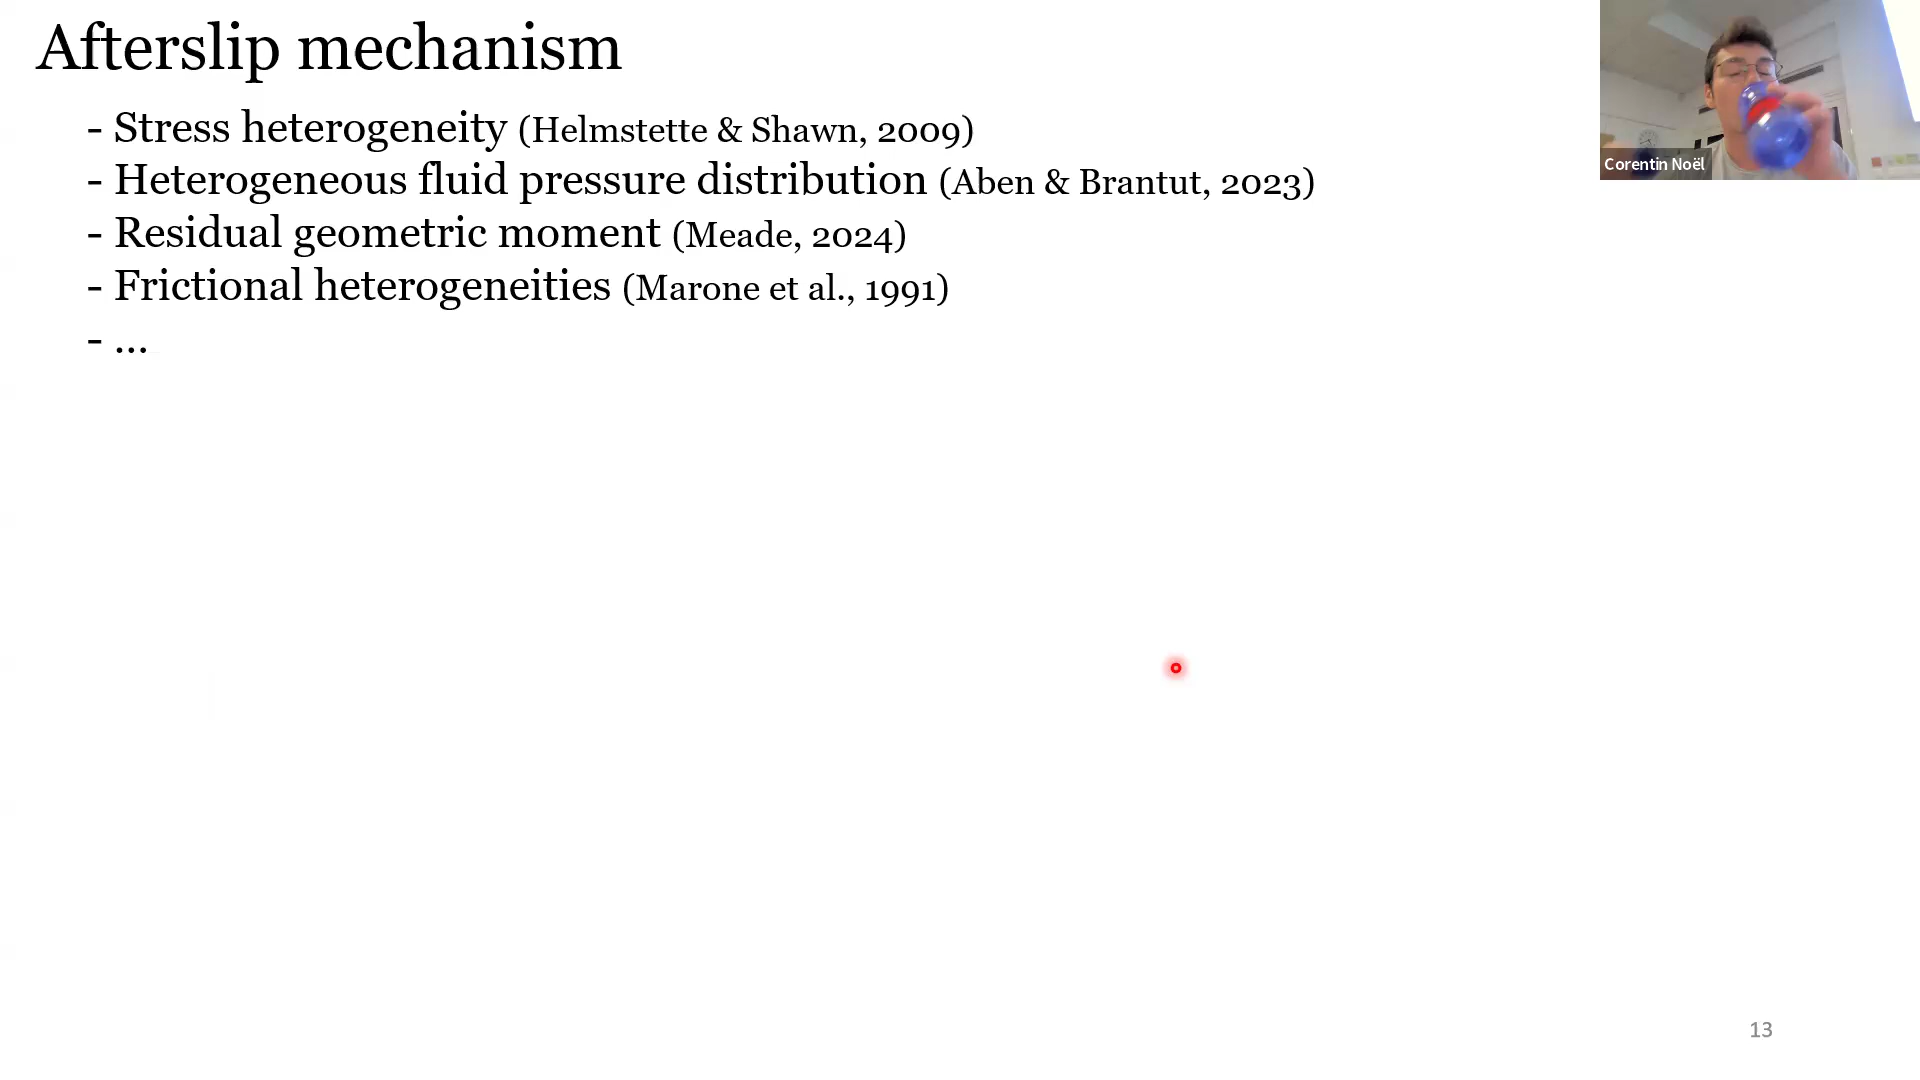 Afterslip mechanism
- Stress heterogeneity (Helmstette & Shawn, 2009)
- Heterogeneous fluid pressure distribution (Aben & Brantut, 2023)
- Residual geometric moment (Meade, 2024)
- Frictional heterogeneities (Marone et al., 1991)
- ...
Corentin Noël
13